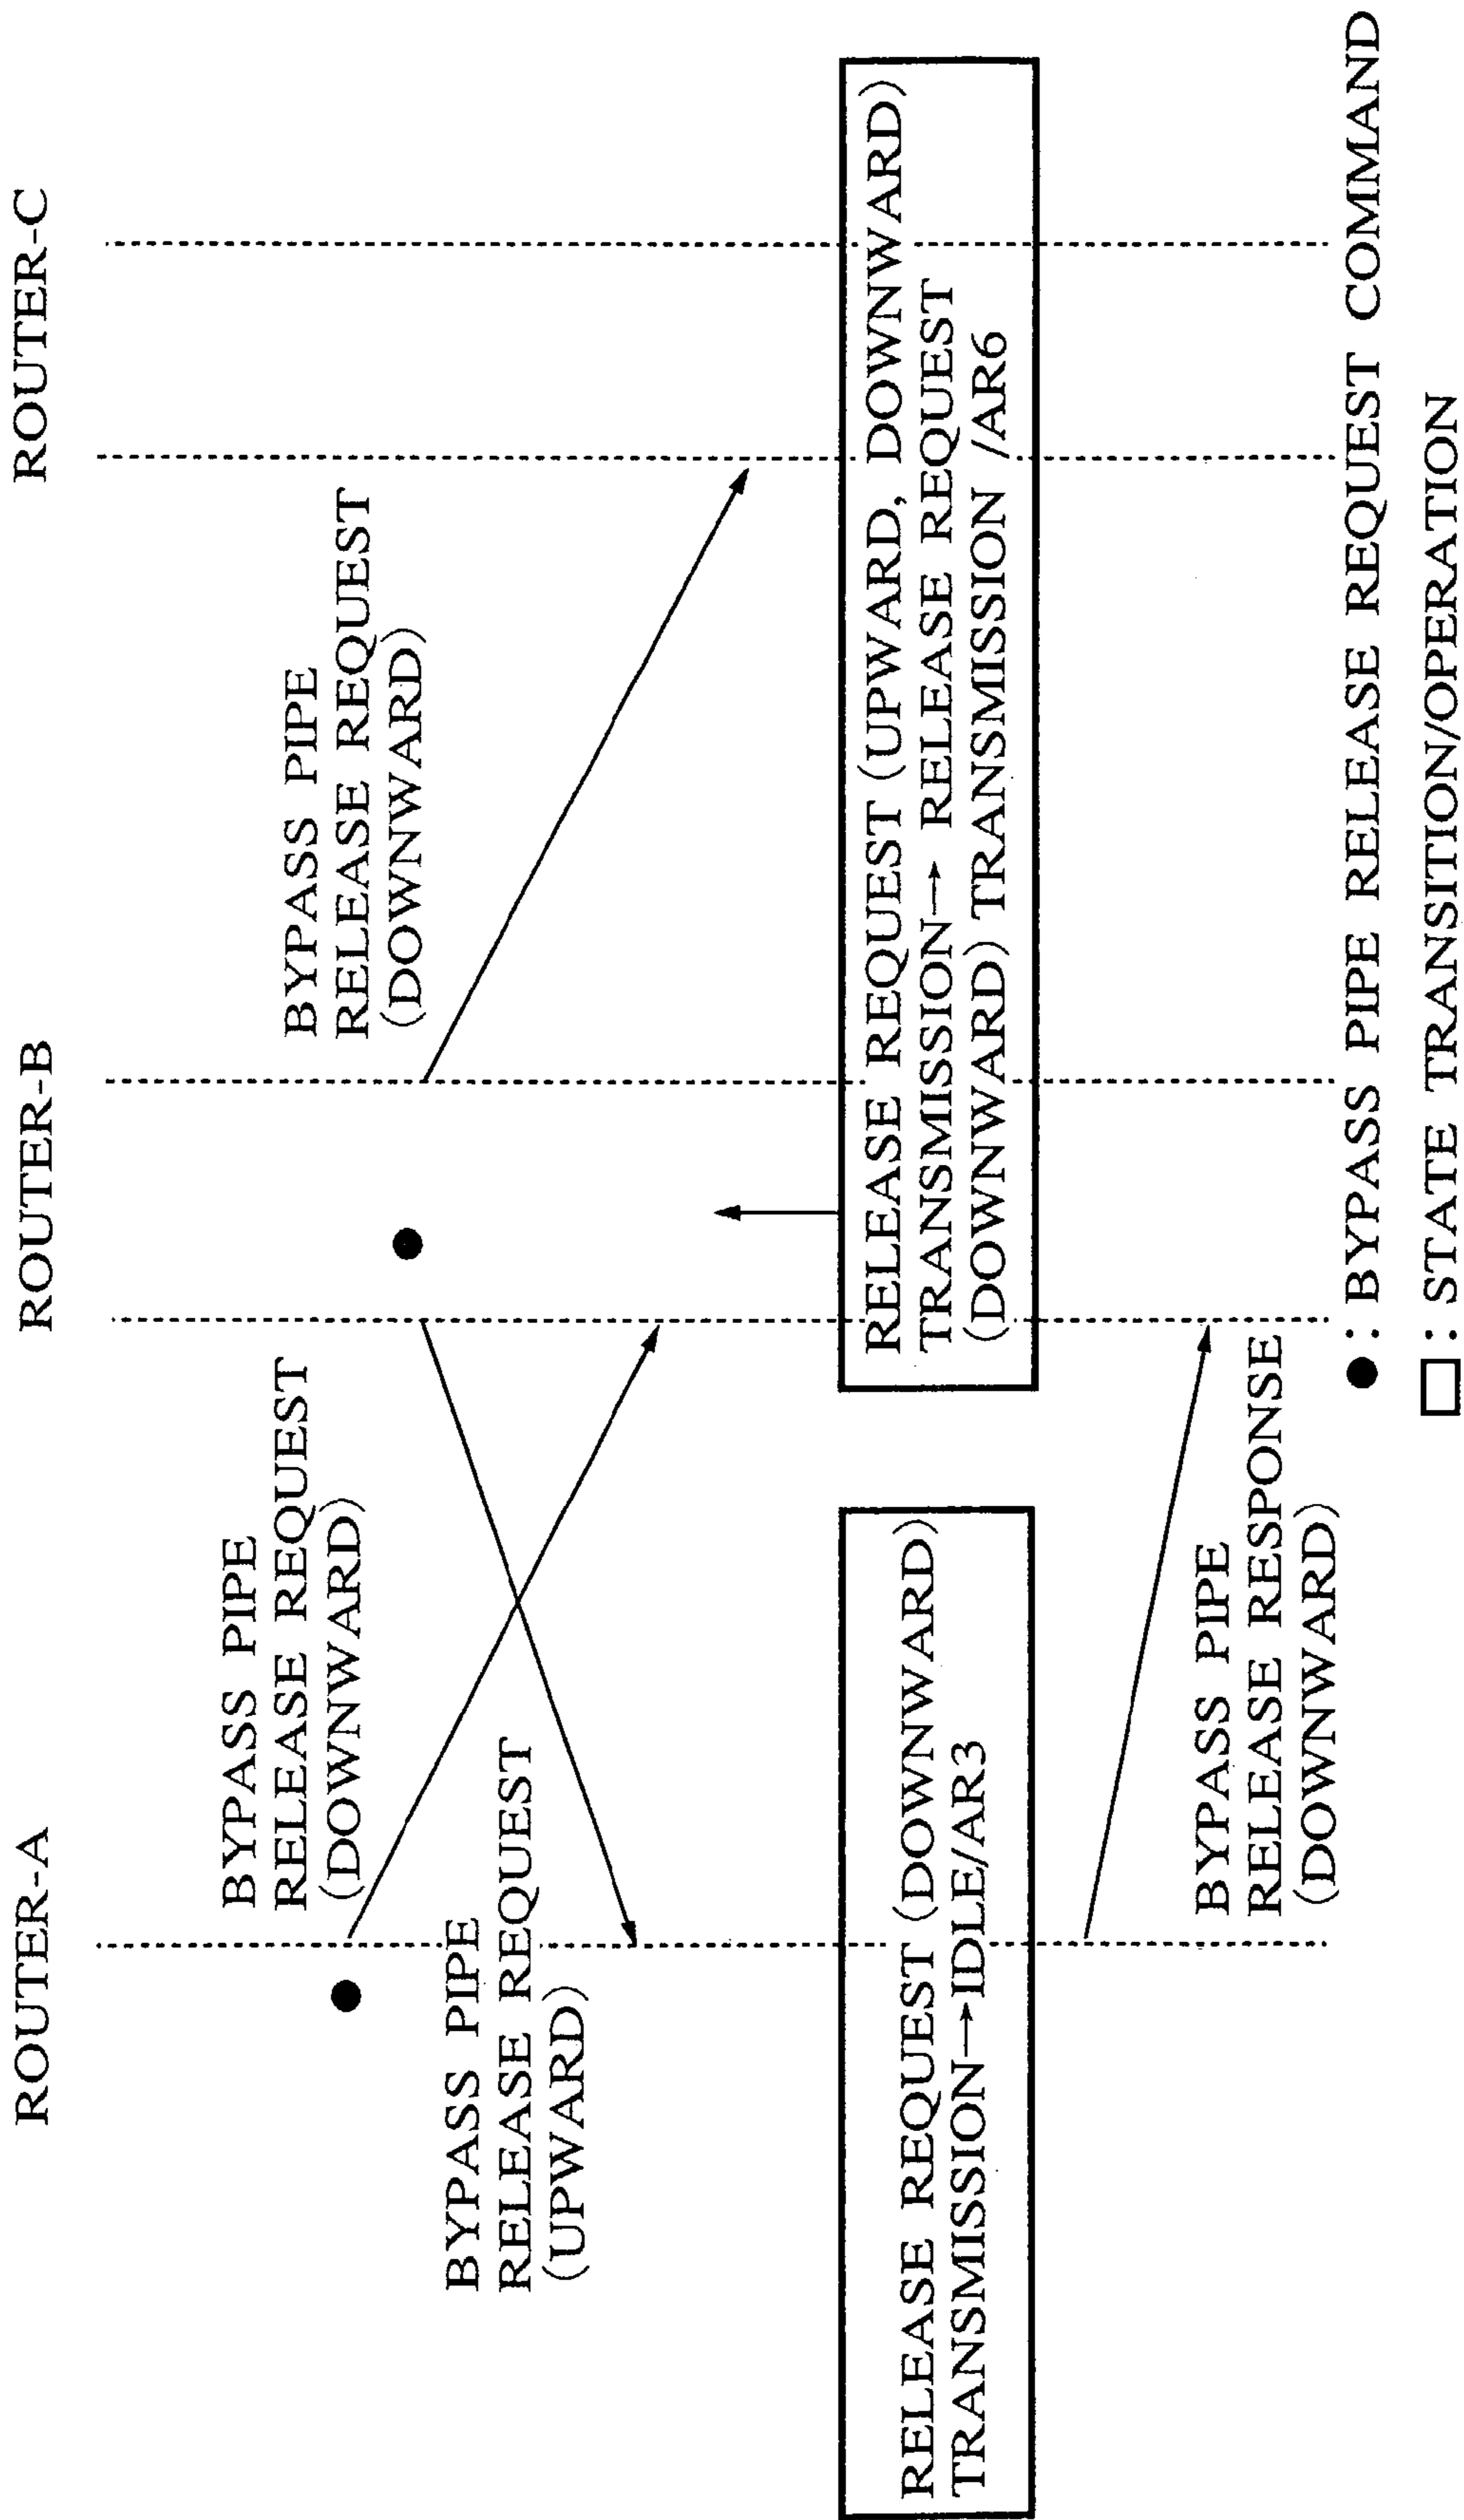 ROUTER-A
ROUTER-B
ROUTER-C
BYPASS PIPE
RELEASE REQUEST
(DOWNWARD)
BYPASS PIPE
RELEASE REQUEST
(DOWNWARD)
BYPASS PIPE
RELEASE REQUEST
(UPWARD)
RELEASE REQUEST (DOWNWARD)
TRANSMISSION→IDLE/AR3
RELEASE REQUEST (UPWARD, DOWNWARD)
TRANSMISSION→ RELEASE REQUEST
(DOWNWARD) TRANSMISSION /AR6
BYPASS PIPE
RELEASE RESPONSE
(DOWNWARD)
●: BYPASS PIPE RELEASE REQUEST COMMAND
□: STATE TRANSITION/OPERATION